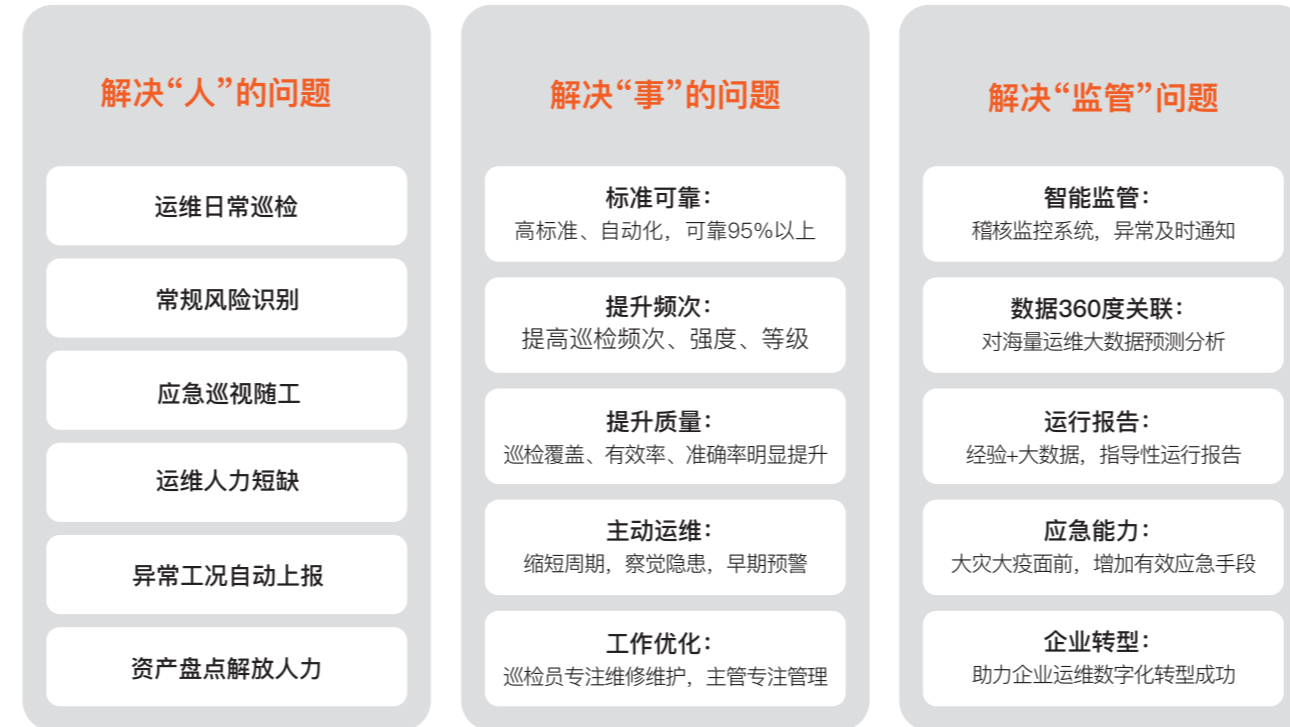 解决“人”的问题
运维日常巡检
常规风险识别
应急巡视随工
运维人力短缺
异常工况自动上报
资产盘点解放人力
解决“事”的问题
标准可靠：
高标准、自动化，可靠95%以上
提升频次：
提高巡检频次、强度、等级
提升质量：
巡检覆盖、有效率、准确率明显提升
主动运维：
缩短周期，察觉隐患，早期预警
工作优化：
巡检员专注维修维护，主管专注管理
解决“监管”问题
智能监管：
稽核监控系统，异常及时通知
数据360度关联：
对海量运维大数据预测分析
运行报告：
经验+大数据，指导性运行报告
应急能力：
大灾大疫面前，增加有效应急手段
企业转型：
助力企业运维数字化转型成功